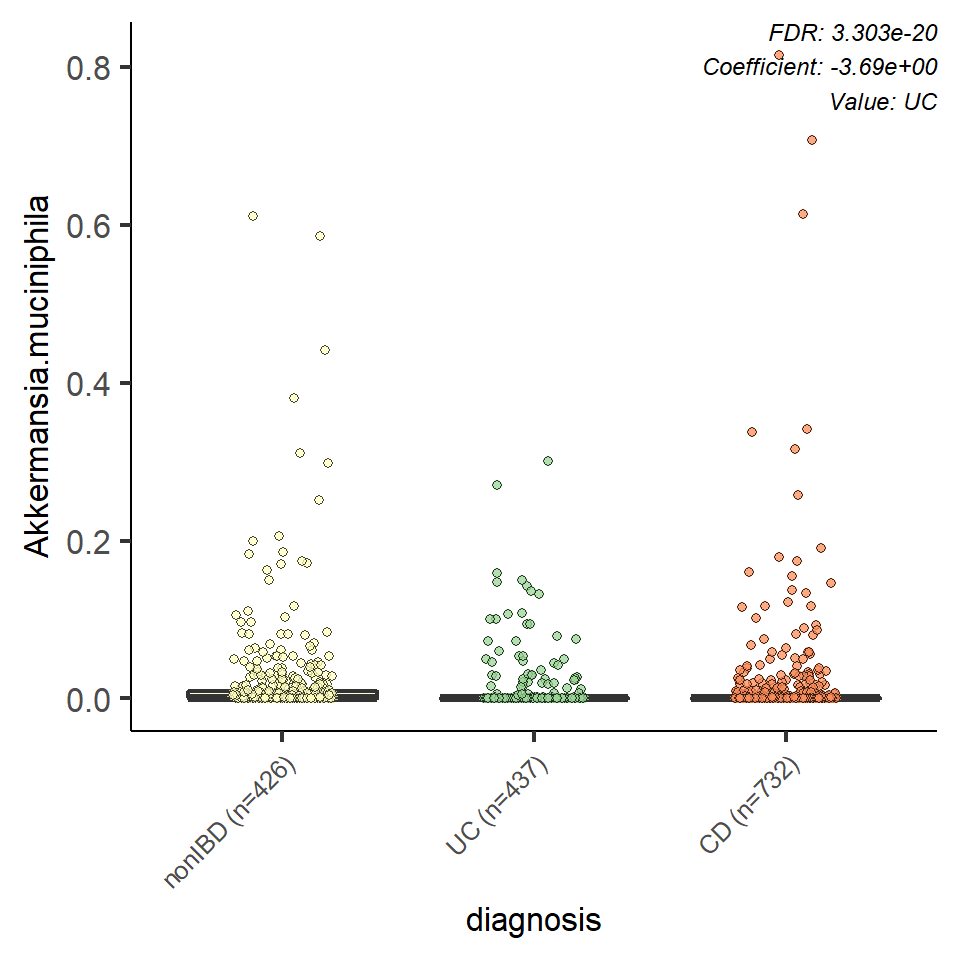 FDR: 3.303e-20
Coefficient: -3.69e+00
Value: UC
Akkermansia.muciniphila
0.8
0.6
0.4
0.2
0.0
nonIBD (n=426)
UC (n=437)
CD (n=732)
diagnosis